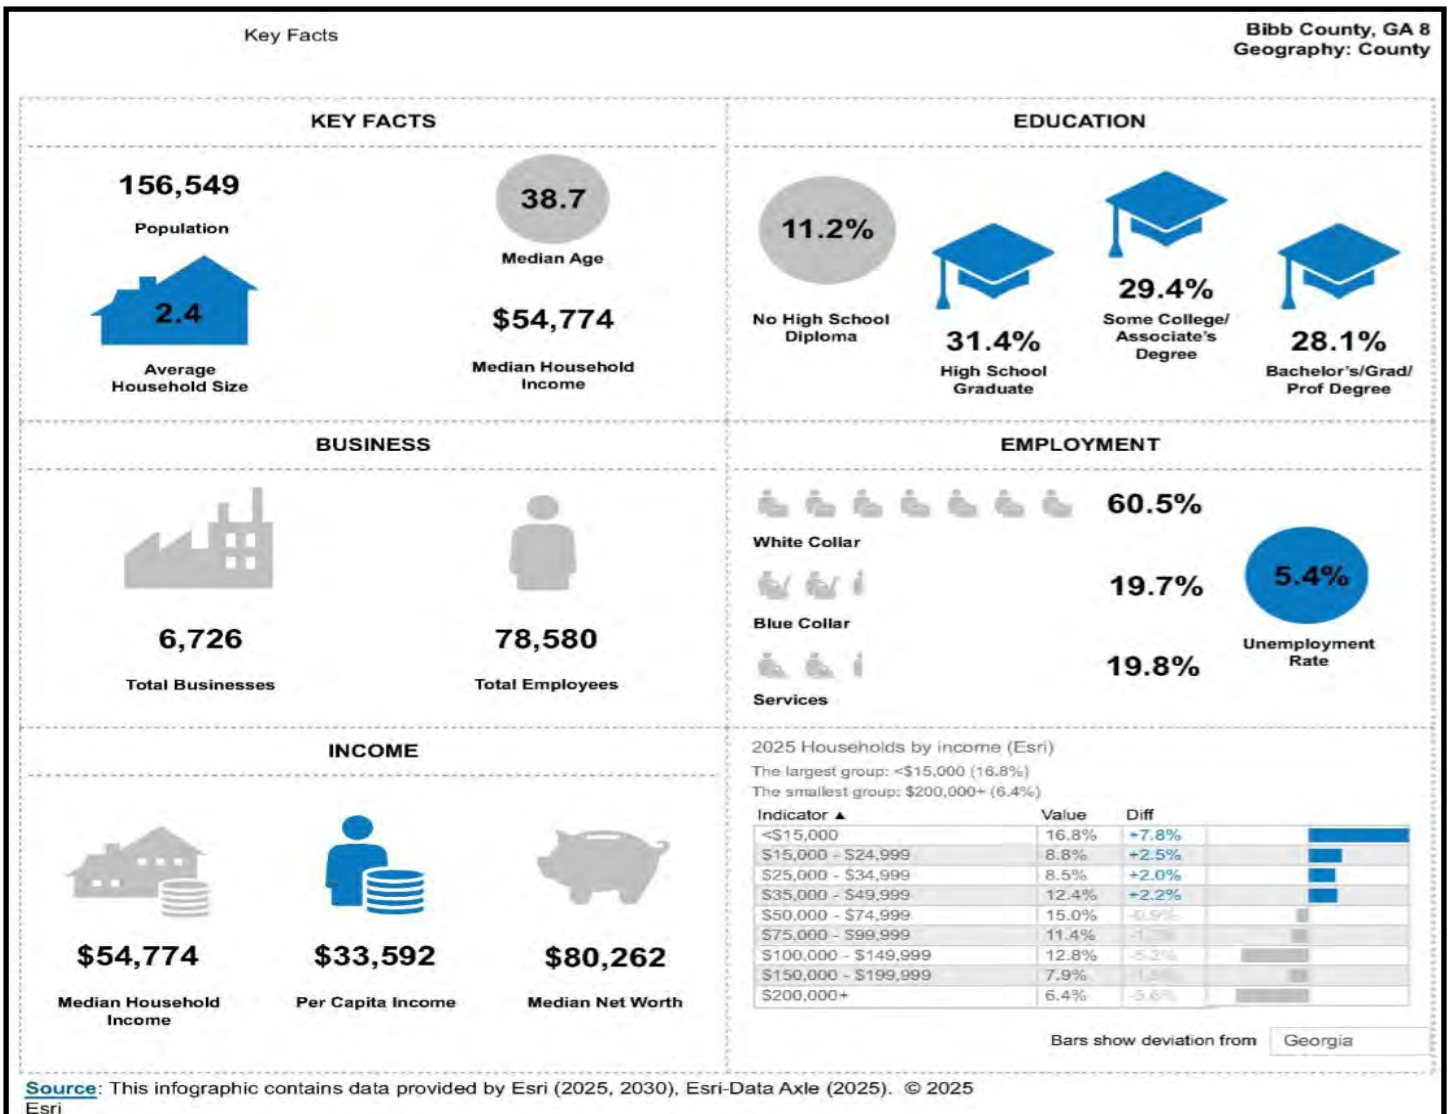 Key Facts
Bibb County, GA 8
Geography: County
KEY FACTS
156,549
Population
38.7
Median Age
2.4
Average
Household Size
$54,774
Median Household
Income
EDUCATION
11.2%
No High School
Diploma
31.4%
High School
Graduate
29.4%
Some College/
Associate's
Degree
28.1%
Bachelor's/Grad/
Prof Degree
BUSINESS
6,726
Total Businesses
78,580
Total Employees
EMPLOYMENT
60.5%
White Collar
19.7%
Blue Collar
19.8%
Services
5.4%
Unemployment
Rate
INCOME
$54,774
Median Household
Income
$33,592
Per Capita Income
$80,262
Median Net Worth
2025 Households by income (Esri)
The largest group: <$15,000 (16.8%)
The smallest group: $200,000+ (6.4%)
Indicator ▲ Value Diff
<$15,000 16.8% +7.8%
$15,000 - $24,999 8.8% +2.5%
$25,000 - $34,999 8.5% +2.0%
$35,000 - $49,999 12.4% +2.2%
$50,000 - $74,999 15.0% -0.9%
$75,000 - $99,999 11.4%
$100,000 - $149,999 12.8% -5.2%
$150,000 - $199,999 7.9%
$200,000+ 6.4% -5.6%
Bars show deviation from Georgia
Source: This infographic contains data provided by Esri (2025, 2030), Esri-Data Axle (2025). © 2025
Esri